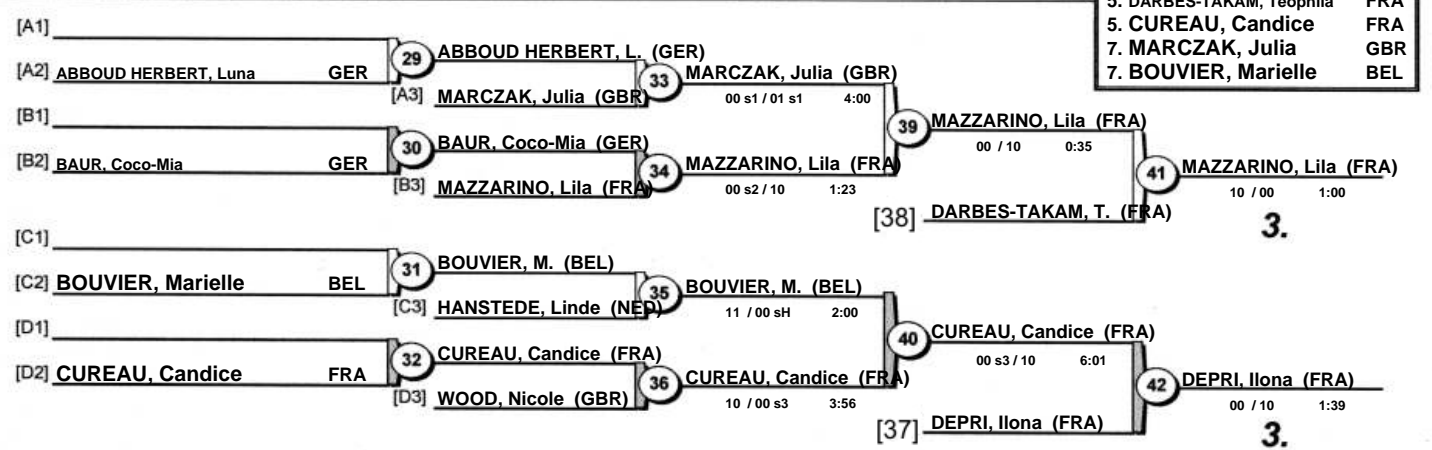 5. DARBES-TAKAM, Teophila FRA
5. CUREAU, Candice FRA
7. MARCZAK, Julia GBR
7. BOUVIER, Marielle BEL
[A1]
29 ABBOUD HERBERT, L. (GER)
[A2] ABBOUD HERBERT, Luna GER
33 MARCZAK, Julia (GBR)
[A3] MARCZAK, Julia (GBR)
00 s1 / 01 s1 4:00
[B1]
39 MAZZARINO, Lila (FRA)
00 / 10 0:35
30 BAUR, Coco-Mia (GER)
[B2] BAUR, Coco-Mia GER
34 MAZZARINO, Lila (FRA)
[B3] MAZZARINO, Lila (FRA)
00 s2 / 10 1:23
41 MAZZARINO, Lila (FRA)
10 / 00 1:00
[38] DARBES-TAKAM, T. (FRA)
3.
[C1]
31 BOUVIER, M. (BEL)
[C2] BOUVIER, Marielle BEL
35 BOUVIER, M. (BEL)
[C3] HANSTEDE, Linde (NED)
11 / 00 sH 2:00
[D1]
40 CUREAU, Candice (FRA)
00 s3 / 10 6:01
32 CUREAU, Candice (FRA)
[D2] CUREAU, Candice FRA
36 CUREAU, Candice (FRA)
[D3] WOOD, Nicole (GBR)
10 / 00 s3 3:56
42 DEPRI, Ilona (FRA)
00 / 10 1:39
[37] DEPRI, Ilona (FRA)
3.